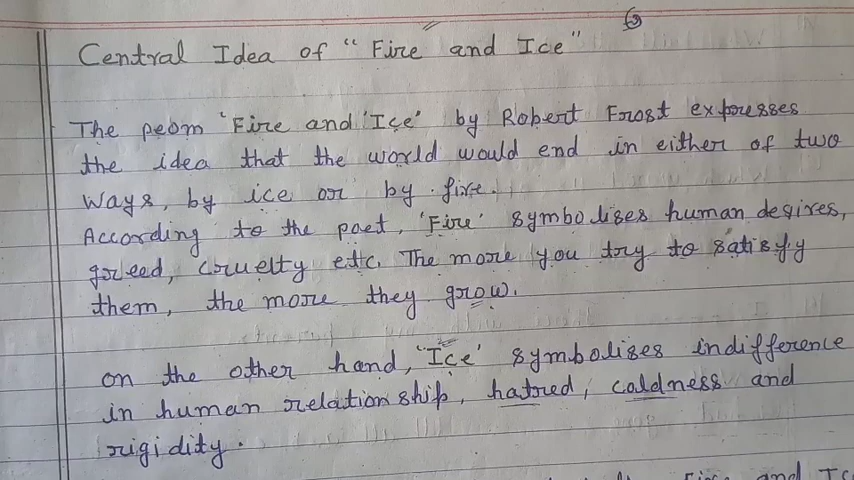 Central Idea of "Fire and Ice"
The peom 'Fire and 'Ice' by Robert Frost expresses
the idea that the world would end in either of two
ways, by ice or by fire.
According to the poet, 'Fire' symbolises human desires,
greed, cruelty etc. The more you try to satisfy
them, the more they grow.
on the other hand, 'Ice' symbolises indifference
in human relationship, hatred, coldness and
rigidity.
Fire and Ice